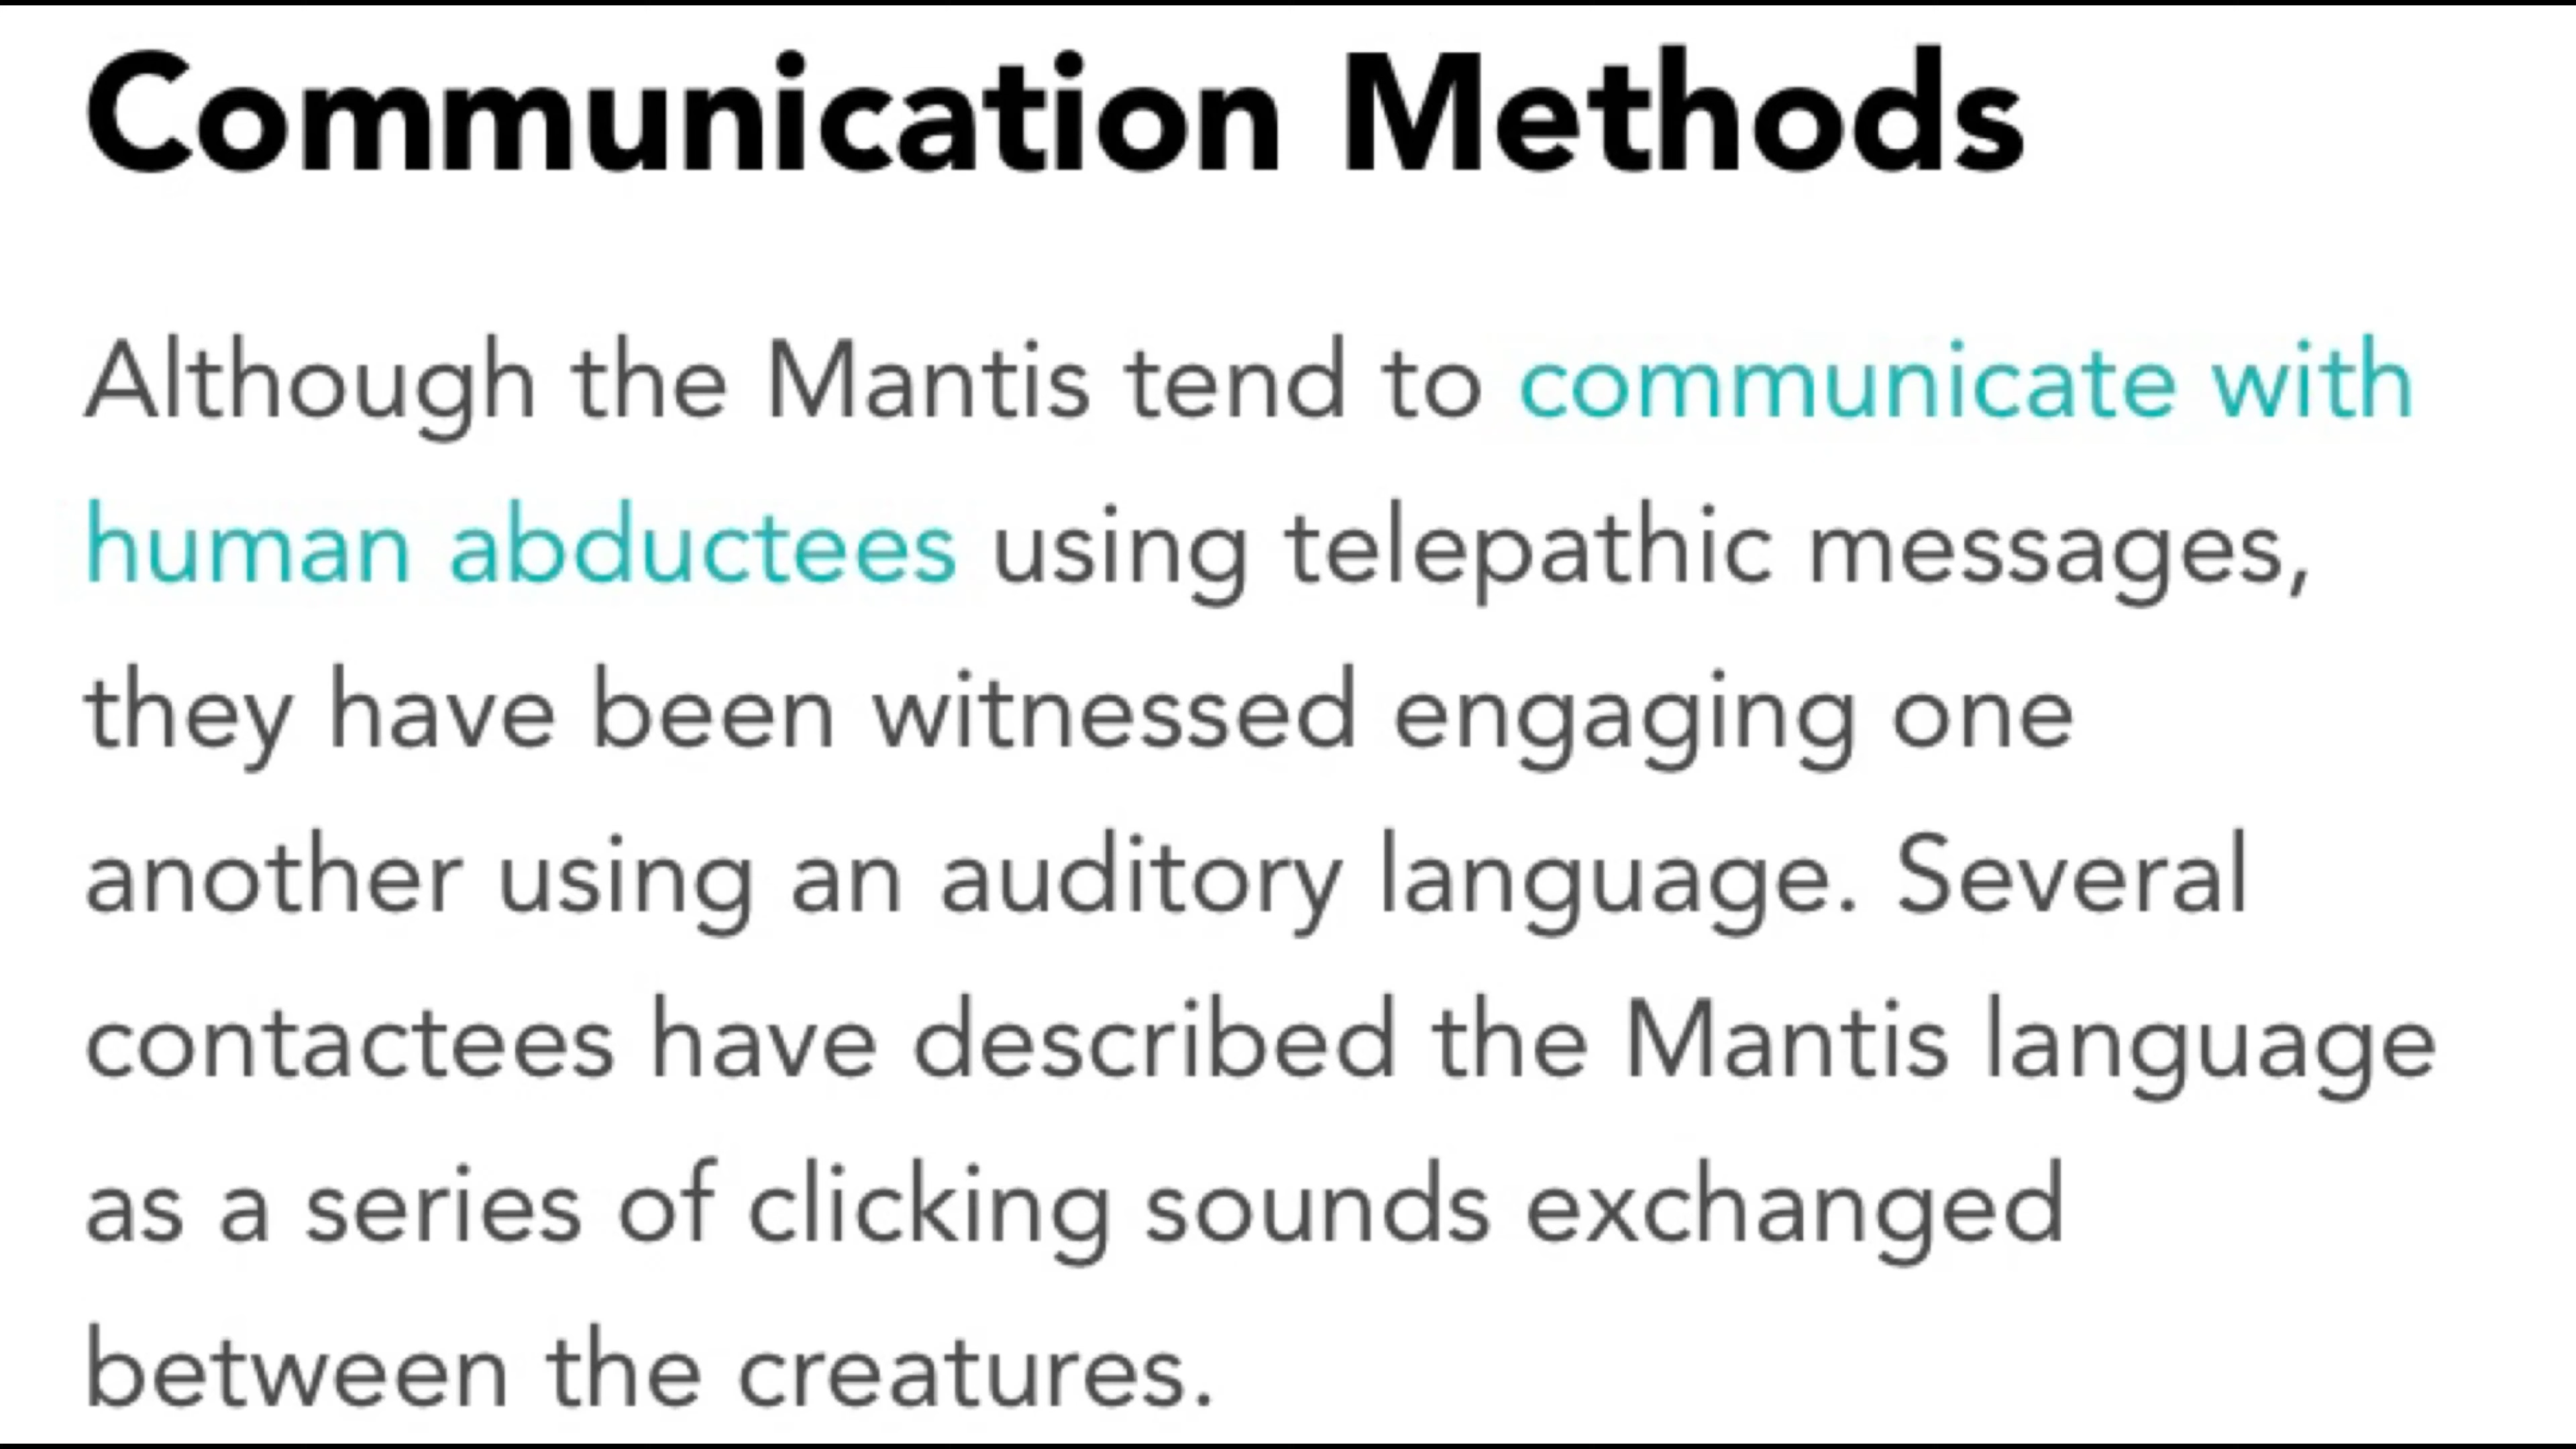 Communication Methods
Although the Mantis tend to communicate with
human abductees using telepathic messages,
they have been witnessed engaging one
another using an auditory language. Several
contactees have described the Mantis language
as a series of clicking sounds exchanged
between the creatures.